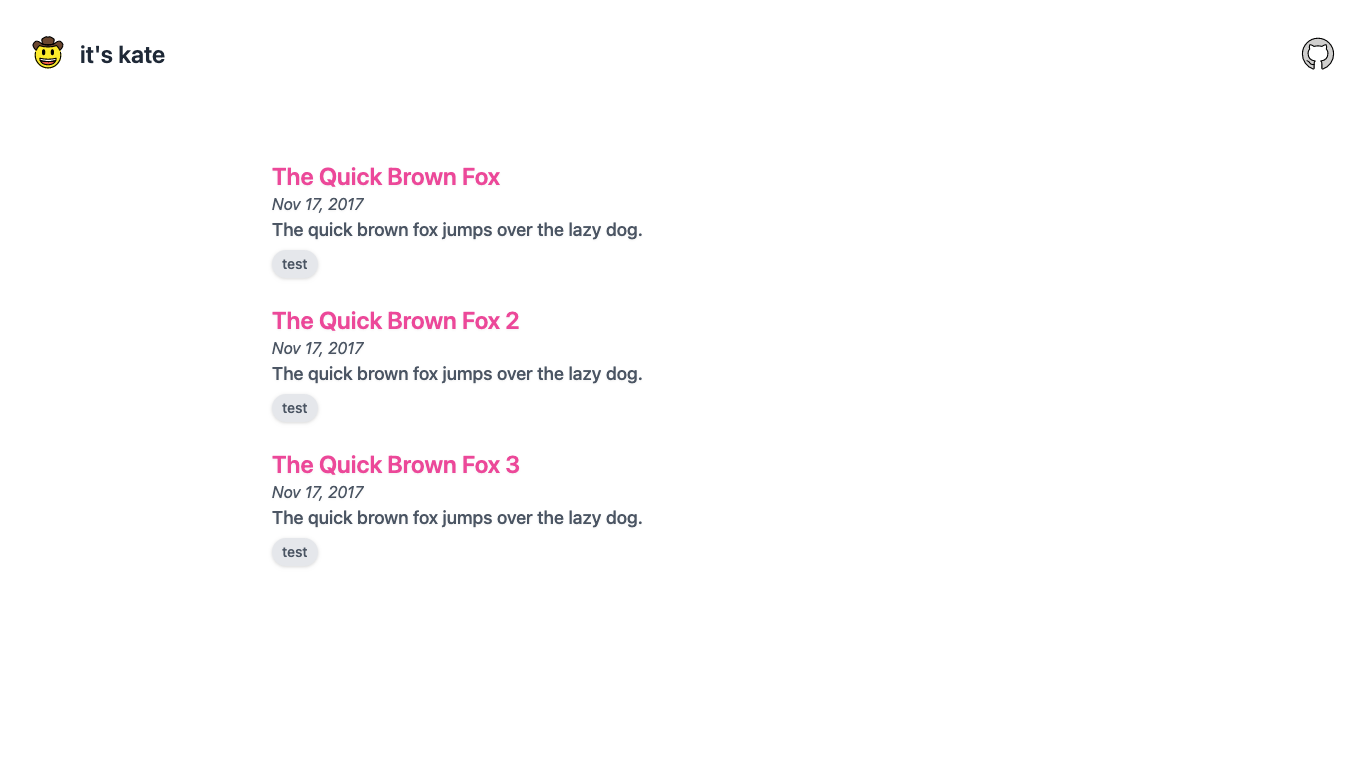 it's kate
The Quick Brown Fox
Nov 17, 2017
The quick brown fox jumps over the lazy dog.
test
The Quick Brown Fox 2
Nov 17, 2017
The quick brown fox jumps over the lazy dog.
test
The Quick Brown Fox 3
Nov 17, 2017
The quick brown fox jumps over the lazy dog.
test